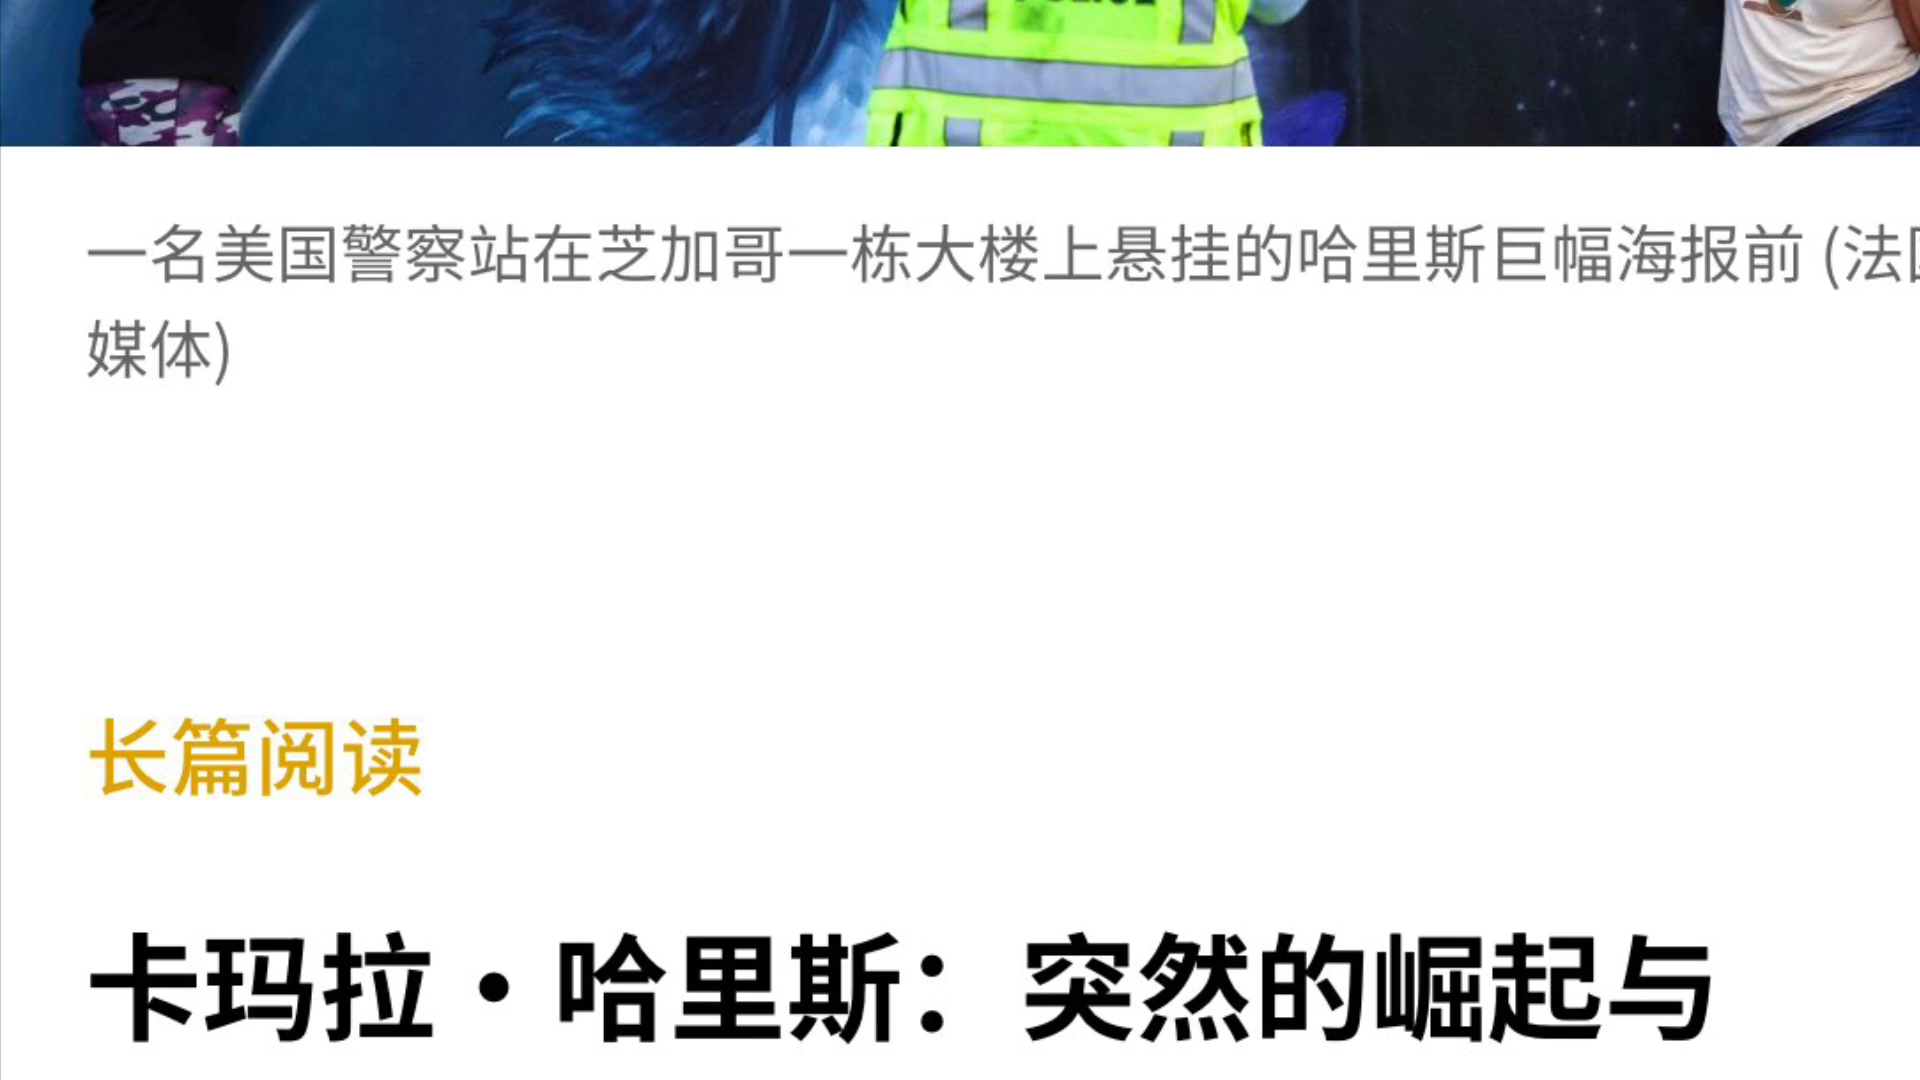 一名美国警察站在芝加哥一栋大楼上悬挂的哈里斯巨幅海报前 (法
媒体)
长篇阅读
卡玛拉・哈里斯：突然的崛起与